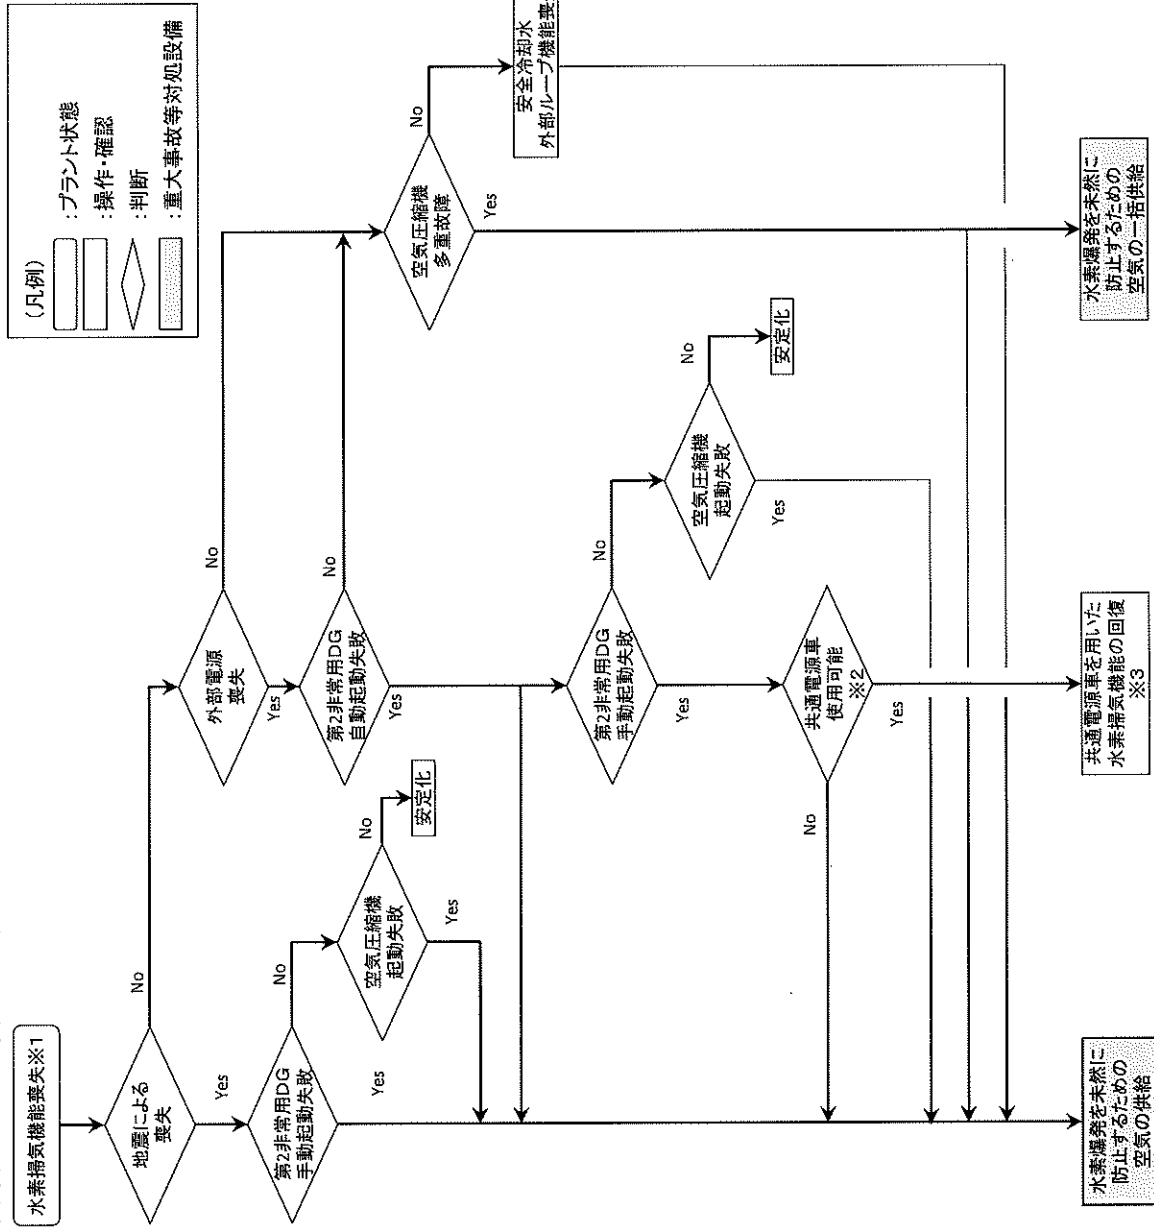 (凡例)
:プラント状態
:操作・確認
:判断
:重大事故等対処設備
水素掃気機能喪失※1
地震による
喪失
No
Yes
第2非常用DG
手動起動失敗
No
Yes
空気圧縮機
起動失敗
No
Yes
安定化
外部電源
喪失
No
Yes
第2非常用DG
自動起動失敗
No
Yes
第2非常用DG
手動起動失敗
No
Yes
空気圧縮機
起動失敗
No
Yes
安定化
共通電源車
使用可能
※2
No
Yes
空気圧縮機
多重故障
No
Yes
安全冷却水
外部ループ機能喪
水素爆発を未然に
防止するための
空気の供給
共通電源車を用いた
水素掃気機能の回復
※3
水素爆発を未然に
防止するための
空気の一括供給